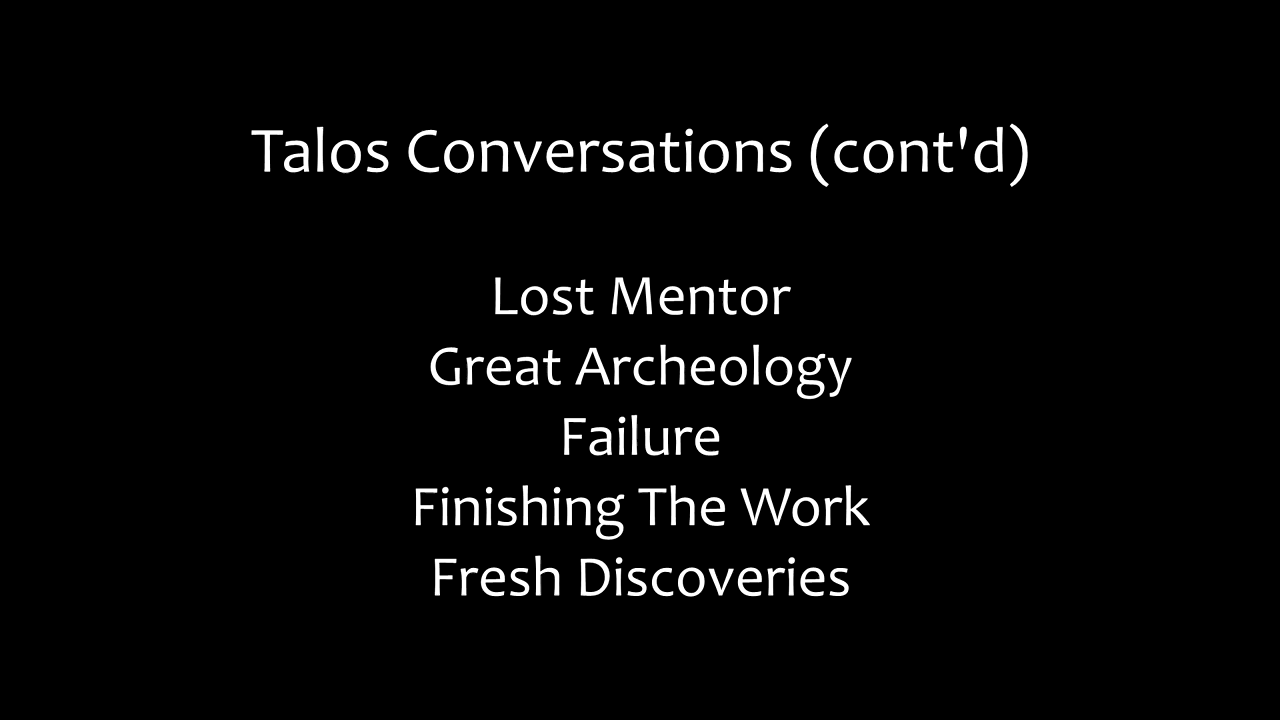 Talos Conversations (cont'd)
Lost Mentor
Great Archeology
Failure
Finishing The Work
Fresh Discoveries